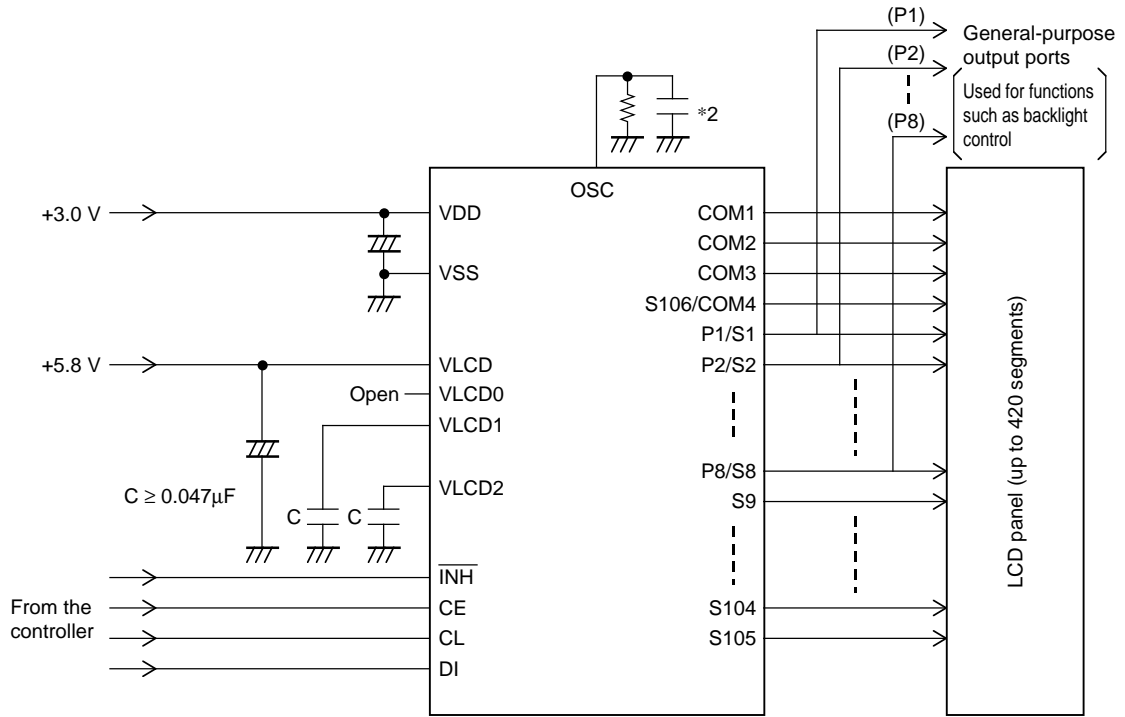 (P1)
General-purpose
output ports
(P2)
Used for functions
such as backlight
control
(P8)
*2
OSC
+3.0 V
VDD
VSS
+5.8 V
VLCD
Open
VLCD0
VLCD1
VLCD2
C ≥ 0.047μF
C
C
INH
From the
controller
CE
CL
DI
COM1
COM2
COM3
S106/COM4
P1/S1
P2/S2
P8/S8
S9
S104
S105
LCD panel (up to 420 segments)